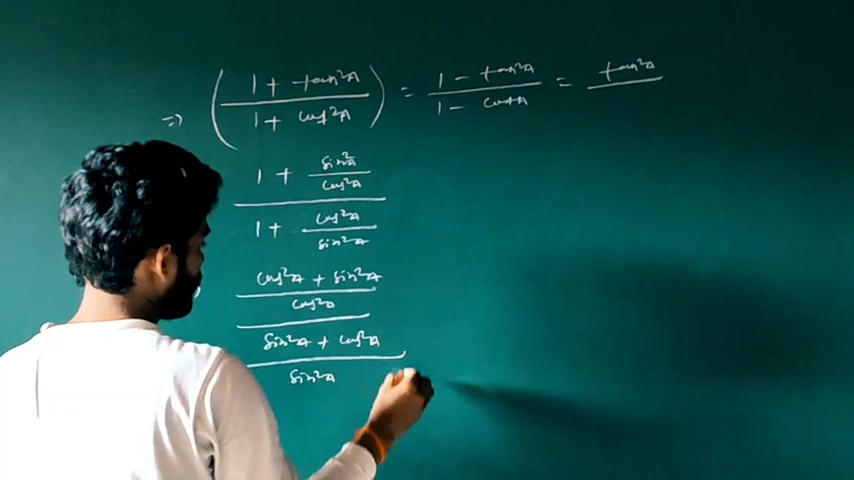 ⇒ ( 1 + tan²A / 1 + cot²A ) = 1 - tan²A / 1 - cotA = tan²A
1 + sin²A / cos²A
1 + cos²A / sin²A
cos²A + sin²A
cos²A
sin²A + cos²A
sin²A